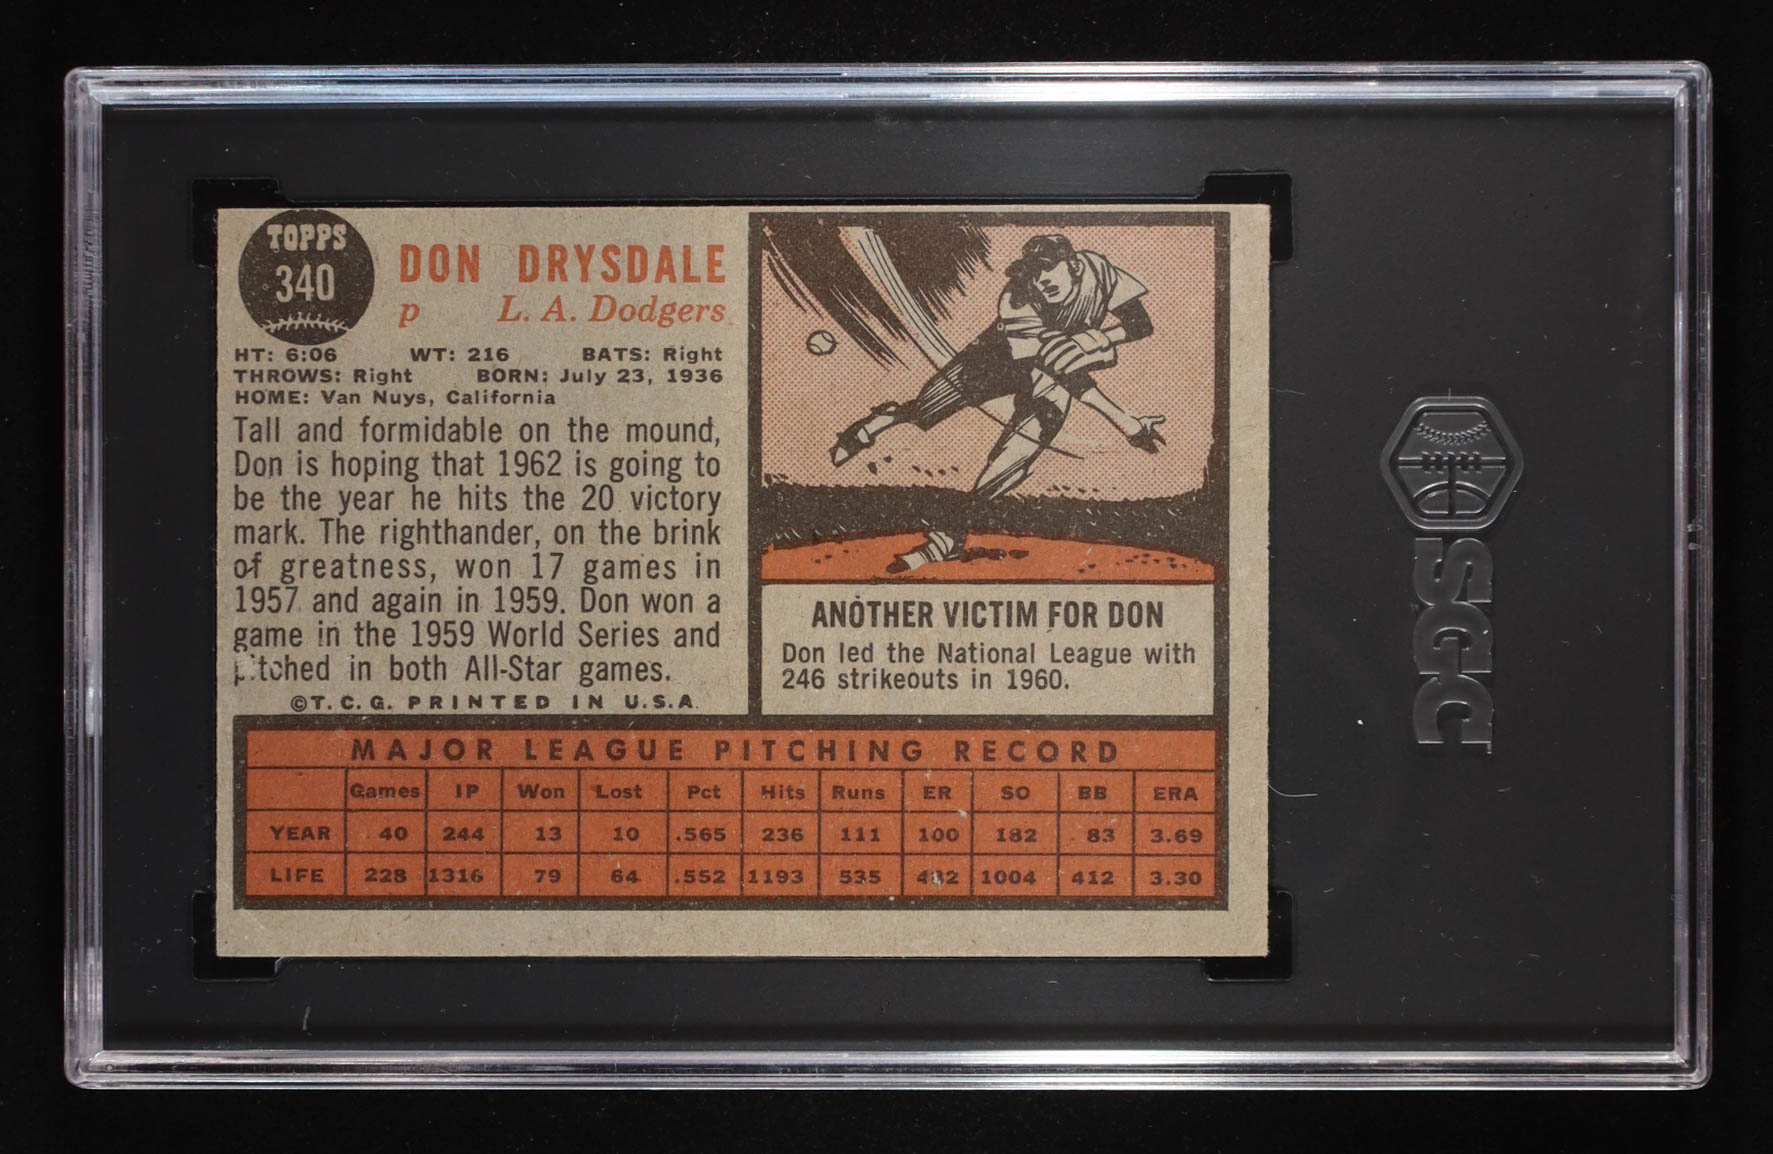 TOPPS
340
DON DRYSDALE
p L. A. Dodgers
HT: 6:06 WT: 216 BATS: Right
THROWS: Right BORN: July 23, 1936
HOME: Van Nuys, California
Tall and formidable on the mound,
Don is hoping that 1962 is going to
be the year he hits the 20 victory
mark. The righthander, on the brink
of greatness, won 17 games in
1957 and again in 1959. Don won a
game in the 1959 World Series and
pitched in both All-Star games.
©T.C.G. PRINTED IN U.S.A.
ANOTHER VICTIM FOR DON
Don led the National League with
246 strikeouts in 1960.
MAJOR LEAGUE PITCHING RECORD
Games IP Won Lost Pct Hits Runs ER SO BB ERA
YEAR 40 244 13 10 .565 236 111 100 182 83 3.69
LIFE 228 1316 79 64 .552 1193 535 482 1004 412 3.30
SGC